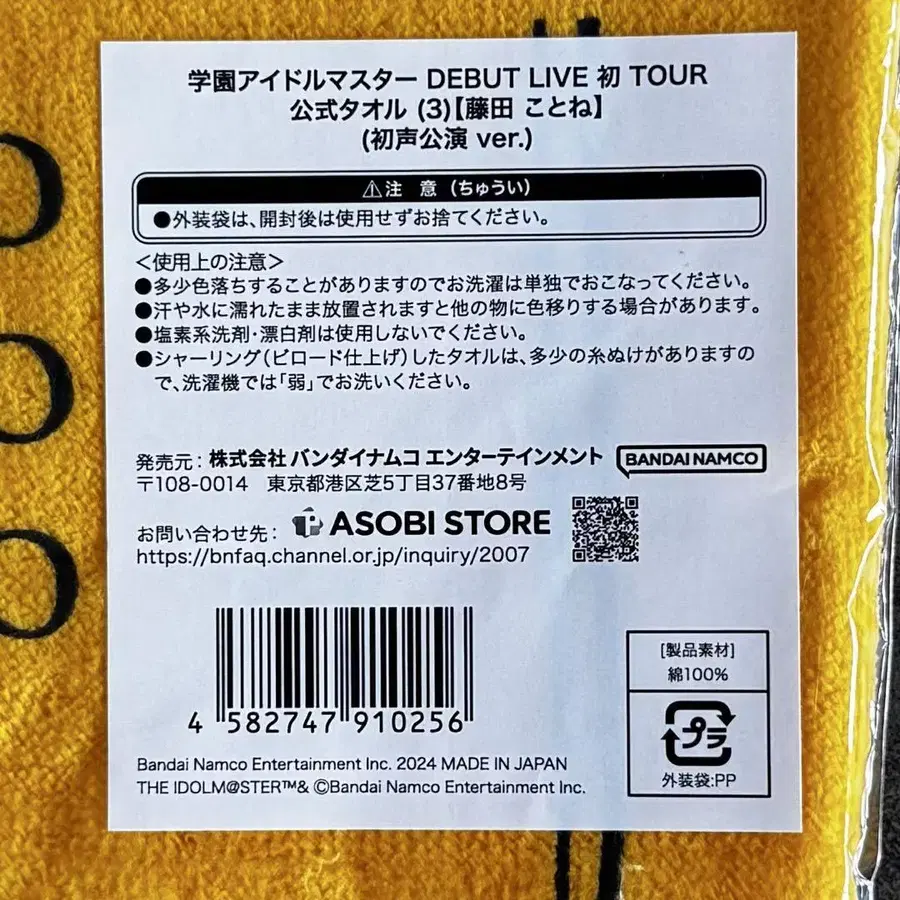 学園アイドルマスター DEBUT LIVE 初 TOUR
公式タオル (3)【藤田 ことね】
(初声公演 ver.)
⚠注 意 (ちゅうい)
●外装袋は、開封後は使用せずお捨てください。
＜使用上の注意＞
●多少色落ちすることがありますのでお洗濯は単独でおこなってください。
●汗や水に濡れたまま放置されますと他の物に色移りする場合があります。
●塩素系洗剤・漂白剤は使用しないでください。
●シャーリング(ビロード仕上げ)したタオルは、多少の糸ぬけがありますの
で、洗濯機では「弱」でお洗いください。
発売元：株式会社 バンダイナムコ エンターテインメント BANDAI NAMCO
〒108-0014 東京都港区芝5丁目37番地8号
お問い合わせ先： ASOBI STORE
https://bnfaq.channel.or.jp/inquiry/2007
4 582747 910256
[製品素材]
綿100%
プラ
外装袋:PP
Bandai Namco Entertainment Inc. 2024 MADE IN JAPAN
THE IDOLM@STER™& ©Bandai Namco Entertainment Inc.